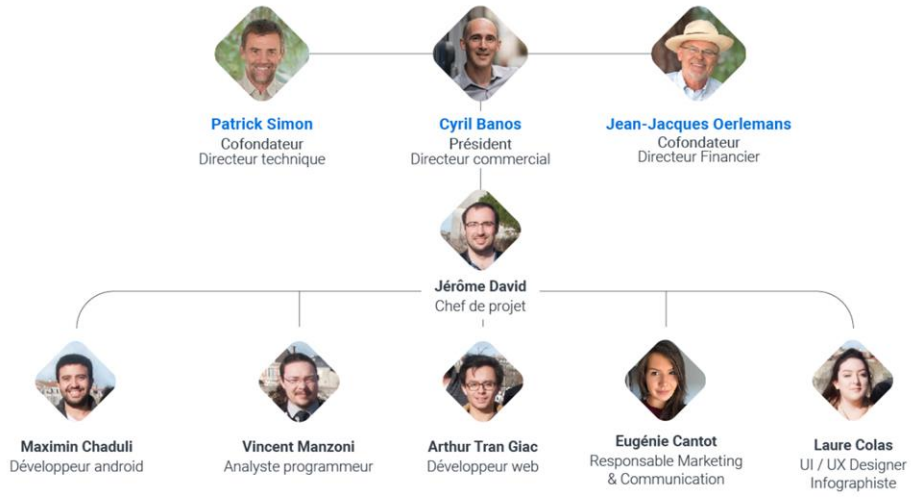 Patrick Simon
Cofondateur
Directeur technique
Cyril Banos
Président
Directeur commercial
Jean-Jacques Oerlemans
Cofondateur
Directeur Financier
Jérôme David
Chef de projet
Maximin Chaduli
Développeur android
Vincent Manzoni
Analyste programmeur
Arthur Tran Giac
Développeur web
Eugénie Cantot
Responsable Marketing
& Communication
Laure Colas
UI / UX Designer
Infographiste